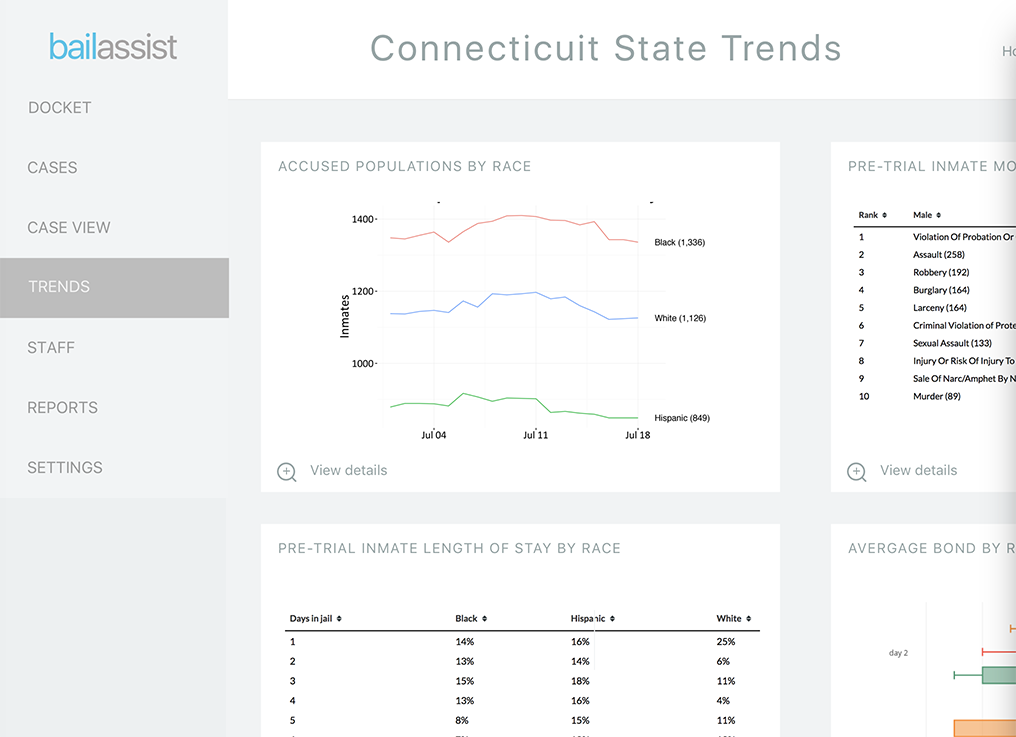 bailassist
Connecticuit State Trends
DOCKET
CASES
CASE VIEW
TRENDS
STAFF
REPORTS
SETTINGS
ACCUSED POPULATIONS BY RACE
1400
1200
1000
Inmates
Black (1,336)
White (1,126)
Hispanic (849)
Jul 04 Jul 11 Jul 18
View details
PRE-TRIAL INMATE MO
Rank Male
1 Violation Of Probation Or
2 Assault (258)
3 Robbery (192)
4 Burglary (164)
5 Larceny (164)
6 Criminal Violation of Prote
7 Sexual Assault (133)
8 Injury Or Risk Of Injury To
9 Sale Of Narc/Amphet By N
10 Murder (89)
View details
PRE-TRIAL INMATE LENGTH OF STAY BY RACE
Days in jail Black Hispanic White
1 14% 16% 25%
2 13% 14% 6%
3 15% 18% 11%
4 13% 16% 4%
5 8% 15% 11%
AVERGAGE BOND BY R
day 2